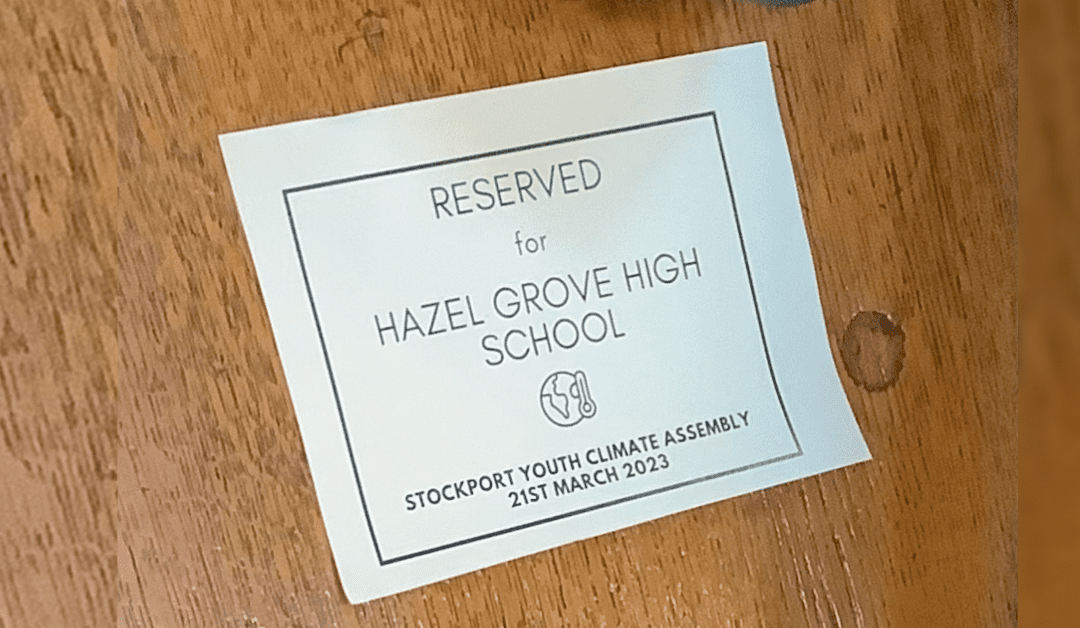 RESERVED
for
HAZEL GROVE HIGH
SCHOOL
STOCKPORT YOUTH CLIMATE ASSEMBLY
21ST MARCH 2023